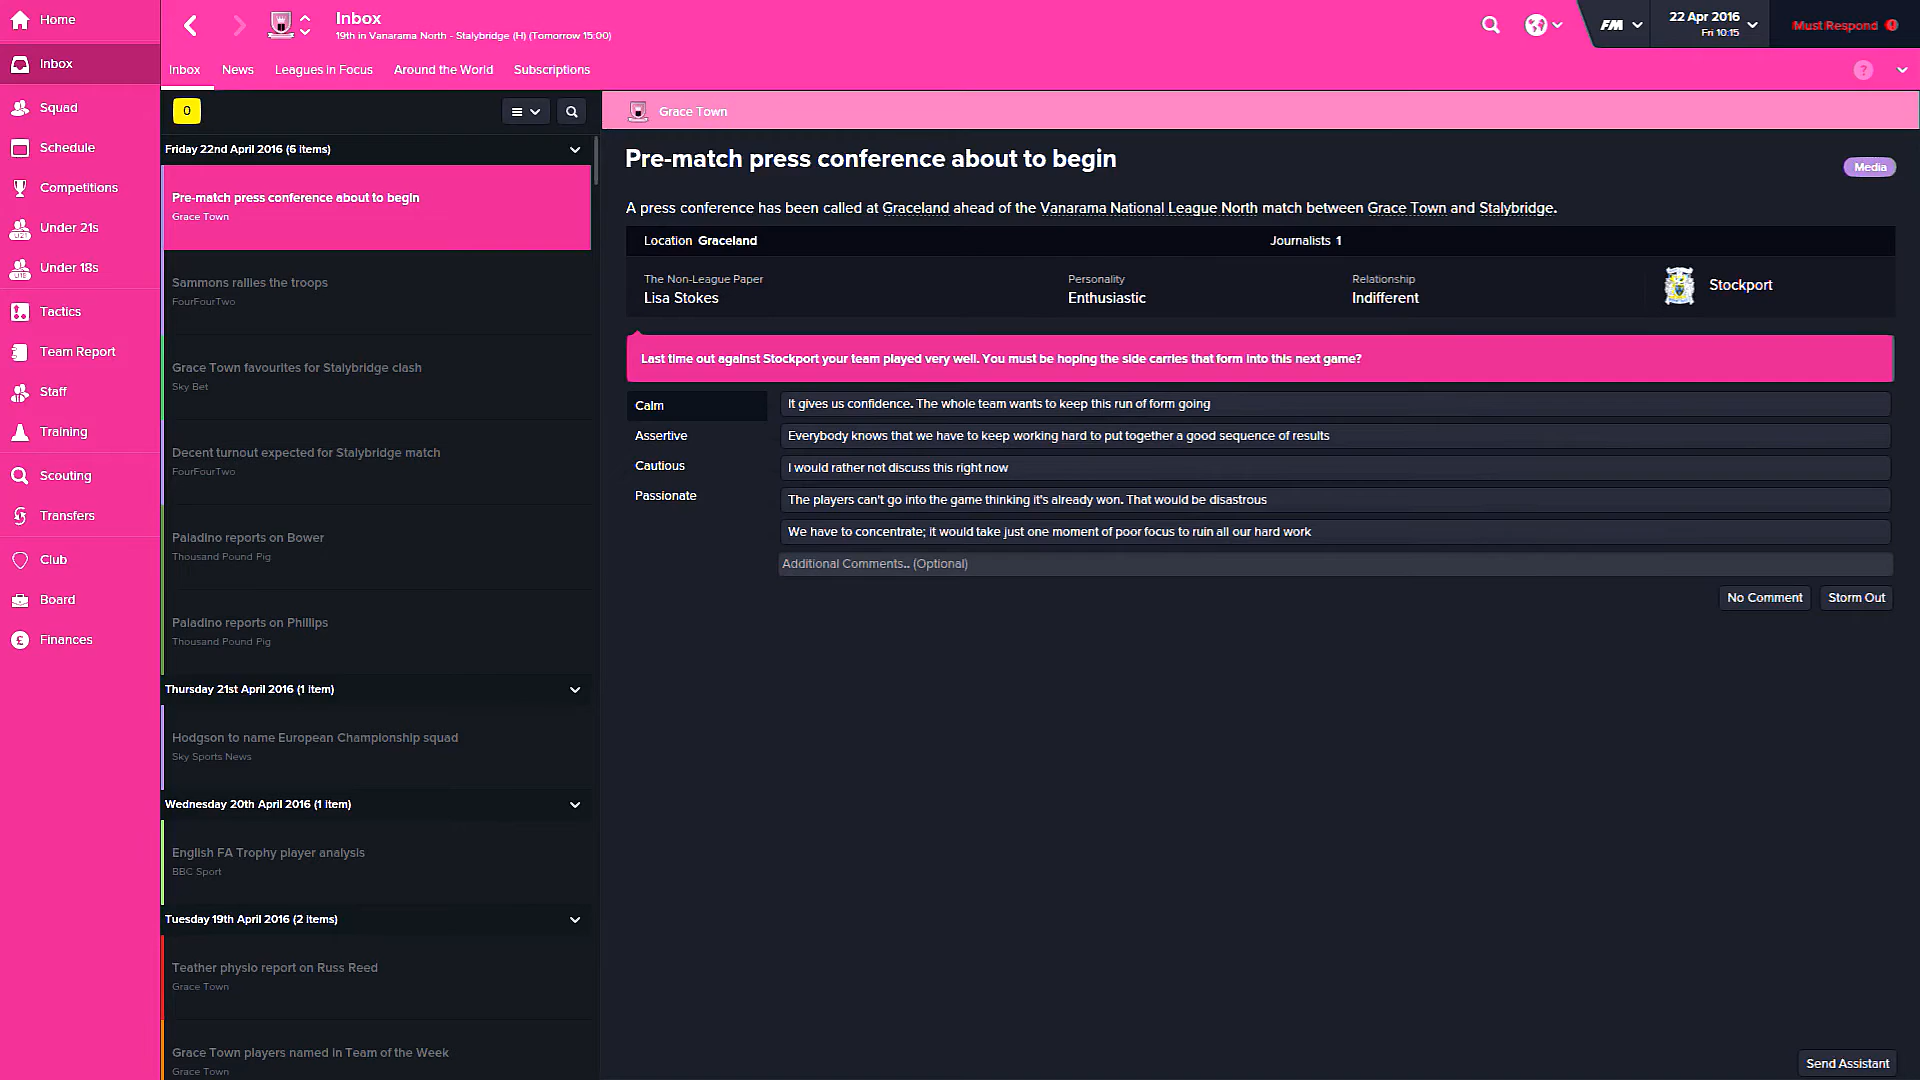 Home
Inbox
Squad
Schedule
Competitions
Under 21s
Under 18s
Tactics
Team Report
Staff
Training
Scouting
Transfers
Club
Board
Finances
Inbox
19th in Vanarama North - Stalybridge (H) (Tomorrow 15:00)
FM
22 Apr 2016
Fri 10:15
Must Respond
Inbox News Leagues In Focus Around the World Subscriptions
?
0
Friday 22nd April 2016 (6 Items)
Pre-match press conference about to begin
Grace Town
Sammons rallies the troops
FourFourTwo
Grace Town favourites for Stalybridge clash
Sky Bet
Decent turnout expected for Stalybridge match
FourFourTwo
Paladino reports on Bower
Thousand Pound Pig
Paladino reports on Phillips
Thousand Pound Pig
Thursday 21st April 2016 (1 Item)
Hodgson to name European Championship squad
Sky Sports News
Wednesday 20th April 2016 (1 Item)
English FA Trophy player analysis
BBC Sport
Tuesday 19th April 2016 (2 Items)
Teather physio report on Russ Reed
Grace Town
Grace Town players named in Team of the Week
Grace Town
Grace Town
Pre-match press conference about to begin
Media
A press conference has been called at Graceland ahead of the Vanarama National League North match between Grace Town and Stalybridge.
Location Graceland Journalists 1
The Non-League Paper Personality Relationship
Lisa Stokes Enthusiastic Indifferent Stockport
Last time out against Stockport your team played very well. You must be hoping the side carries that form into this next game?
Calm
Assertive
Cautious
Passionate
It gives us confidence. The whole team wants to keep this run of form going
Everybody knows that we have to keep working hard to put together a good sequence of results
I would rather not discuss this right now
The players can't go into the game thinking it's already won. That would be disastrous
We have to concentrate; it would take just one moment of poor focus to ruin all our hard work
Additional Comments.. (Optional)
No Comment Storm Out
Send Assistant